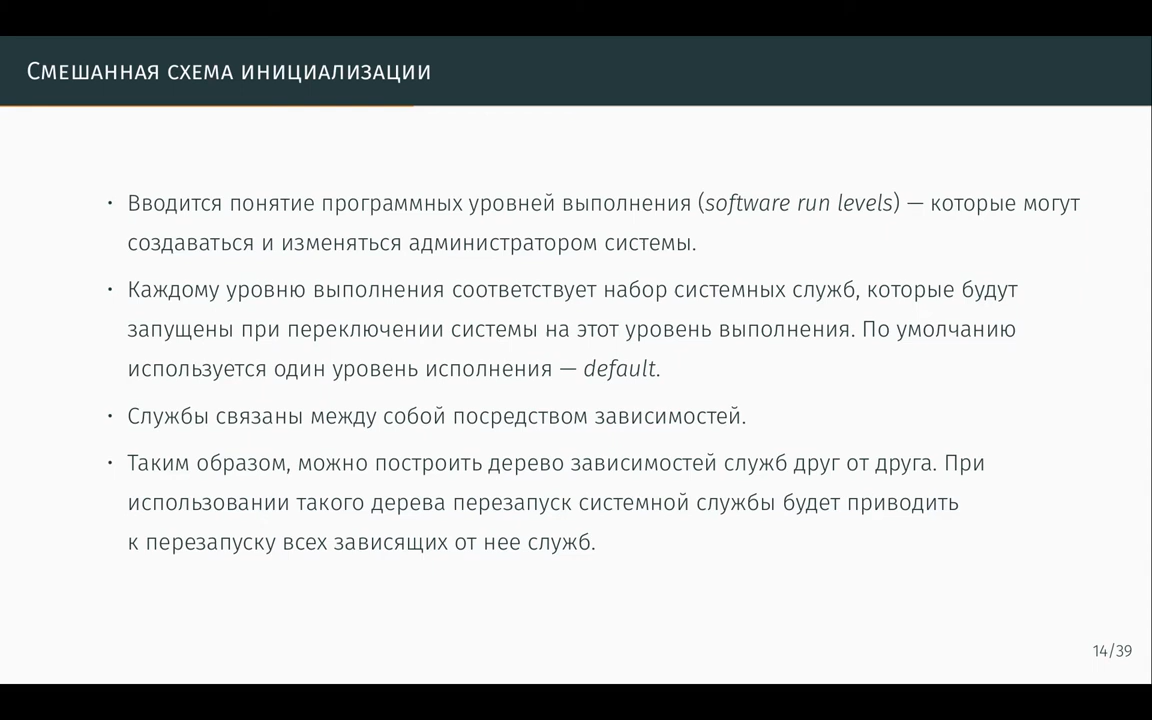 Смешанная схема инициализации
• Вводится понятие программных уровней выполнения (software run levels) — которые могут
создаваться и изменяться администратором системы.
• Каждому уровню выполнения соответствует набор системных служб, которые будут
запущены при переключении системы на этот уровень выполнения. По умолчанию
используется один уровень исполнения — default.
• Службы связаны между собой посредством зависимостей.
• Таким образом, можно построить дерево зависимостей служб друг от друга. При
использовании такого дерева перезапуск системной службы будет приводить
к перезапуску всех зависящих от нее служб.
14/39